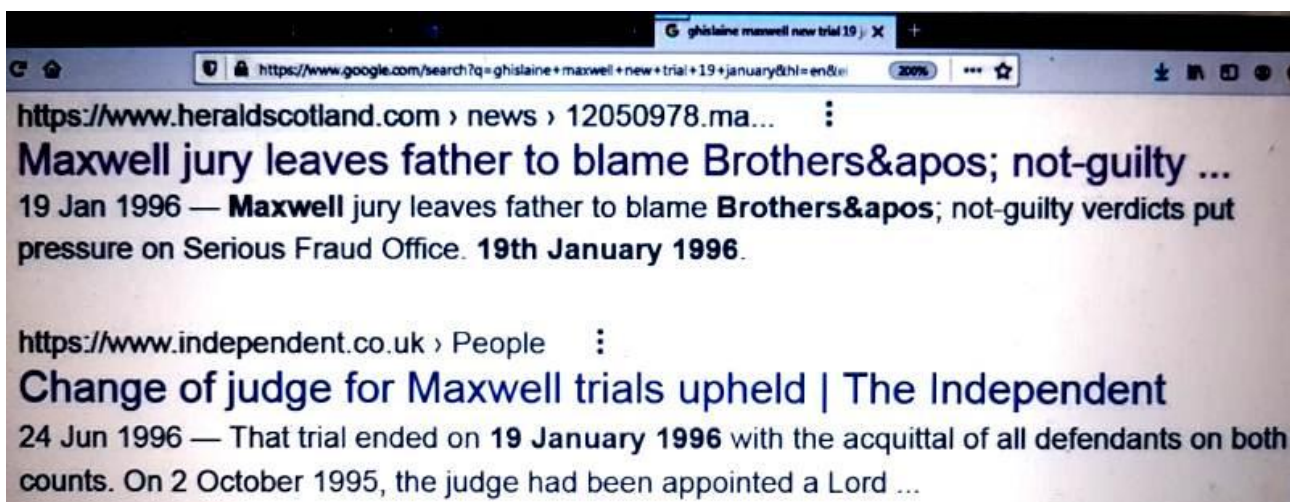 G ghislaine maxwell new trial 19 j
https://www.google.com/search?q=ghislaine+maxwell+new+trial+19+january&hl=en&ei
200%
https://www.heraldscotland.com › news › 12050978.ma...
Maxwell jury leaves father to blame Brothers&apos; not-guilty ...
19 Jan 1996 — Maxwell jury leaves father to blame Brothers&apos; not-guilty verdicts put
pressure on Serious Fraud Office. 19th January 1996.
https://www.independent.co.uk › People
Change of judge for Maxwell trials upheld | The Independent
24 Jun 1996 — That trial ended on 19 January 1996 with the acquittal of all defendants on both
counts. On 2 October 1995, the judge had been appointed a Lord ...